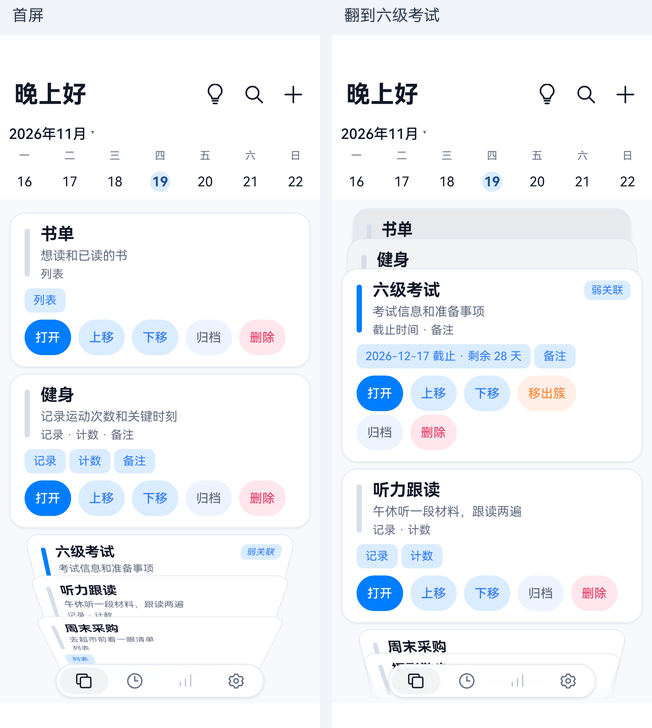 首屏
晚上好
2026年11月
一 二 三 四 五 六 日
16 17 18 19 20 21 22
书单
想读和已读的书
列表
列表
打开 上移 下移 归档 删除
健身
记录运动次数和关键时刻
记录 · 计数 · 备注
记录 计数 备注
打开 上移 下移 归档 删除
六级考试 弱关联
考试信息和准备事项
听力跟读
午休听一段材料，跟读两遍
记录 · 计数
周末采购
去超市前看一眼清单
列表
列表
翻到六级考试
晚上好
2026年11月
一 二 三 四 五 六 日
16 17 18 19 20 21 22
书单
健身
六级考试 弱关联
考试信息和准备事项
截止时间 · 备注
2026-12-17 截止 · 剩余 28 天 备注
打开 上移 下移 移出簇
归档 删除
听力跟读
午休听一段材料，跟读两遍
记录 · 计数
记录 计数
打开 上移 下移 归档 删除
周末采购